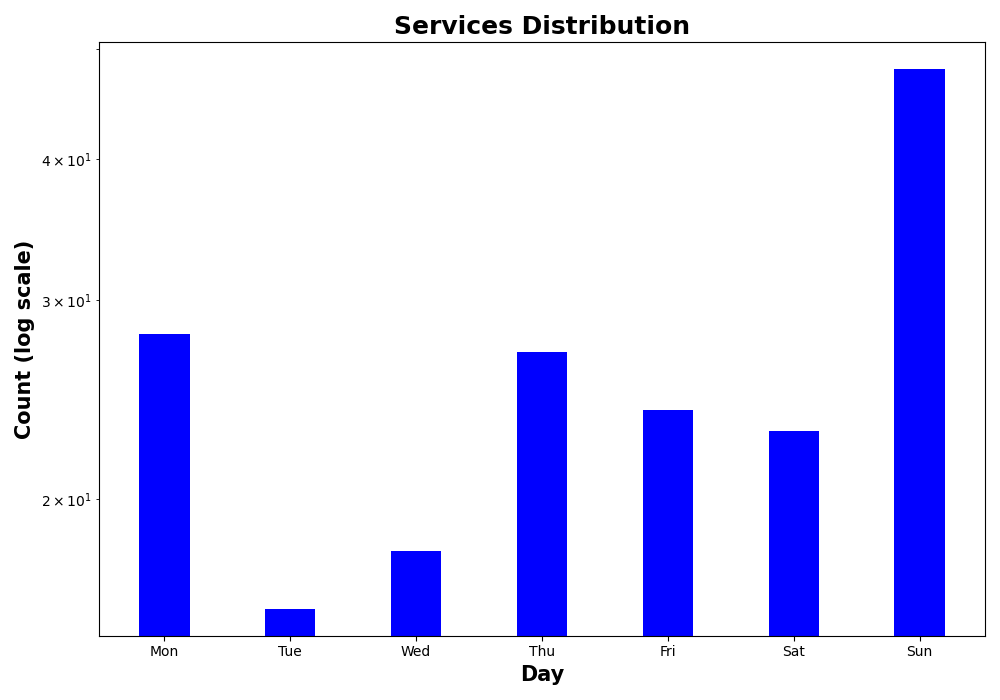 Services Distribution
Count (log scale)
4 × 10¹
3 × 10¹
2 × 10¹
Mon Tue Wed Thu Fri Sat Sun
Day